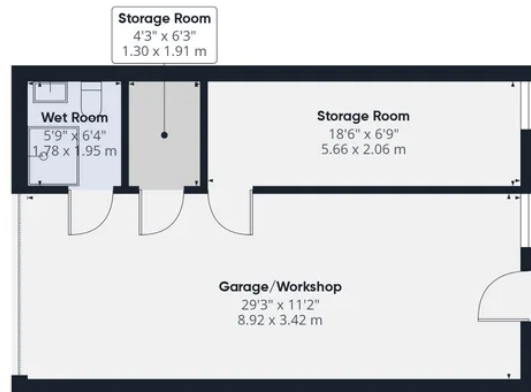 Storage Room
4'3" x 6'3"
1.30 x 1.91 m
Wet Room
5'9" x 6'4"
1.78 x 1.95 m
Storage Room
18'6" x 6'9"
5.66 x 2.06 m
Garage/Workshop
29'3" x 11'2"
8.92 x 3.42 m